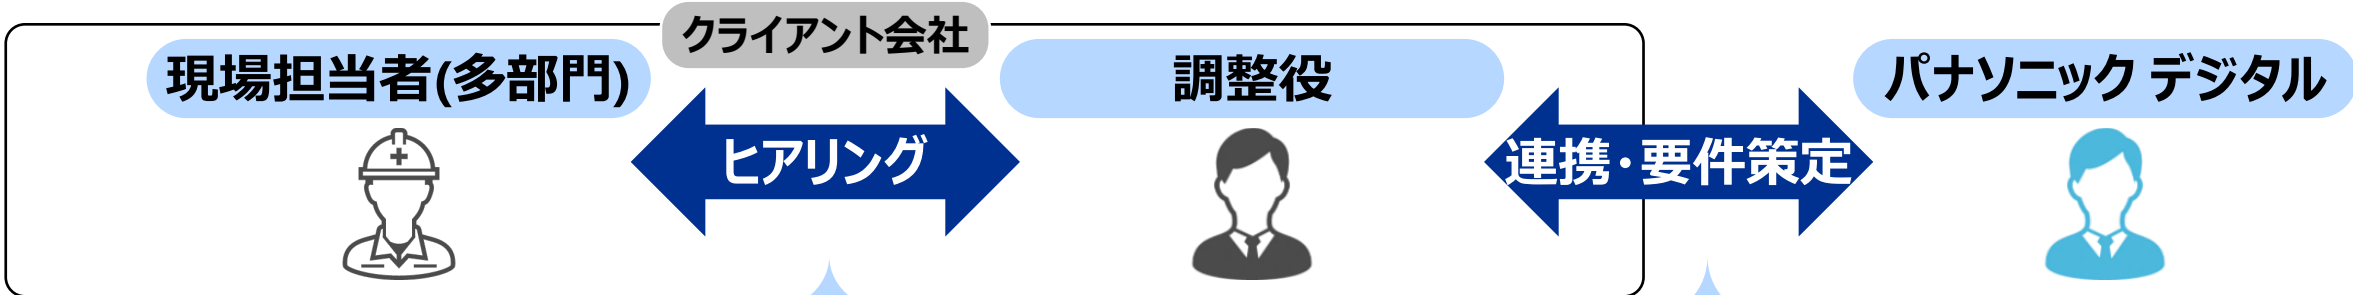 クライアント会社
現場担当者(多部門)
調整役
パナソニック デジタル
ヒアリング
連携・要件策定